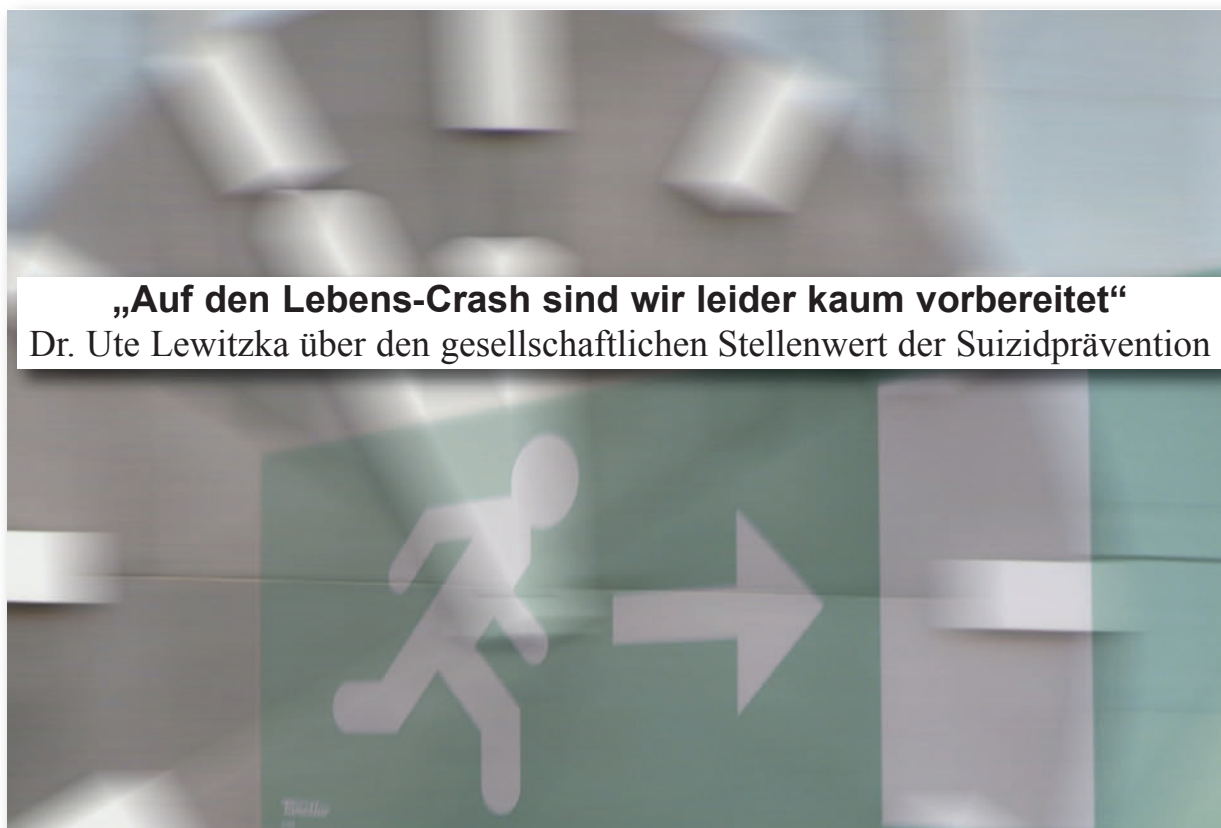 „Auf den Lebens-Crash sind wir leider kaum vorbereitet“
Dr. Ute Lewitzka über den gesellschaftlichen Stellenwert der Suizidprävention